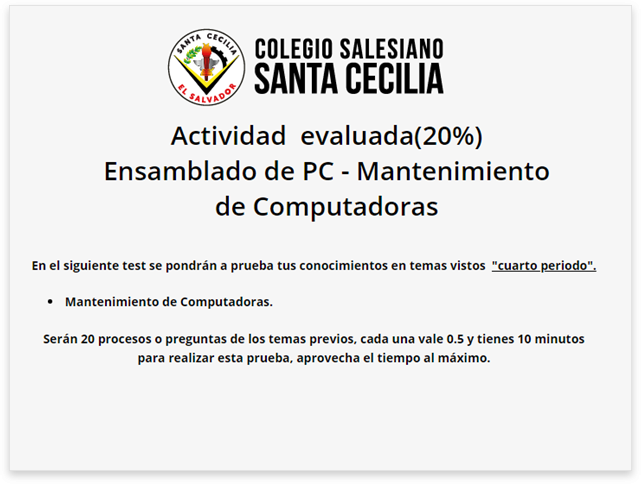 SANTA CECILIA
EL SALVADOR
COLEGIO SALESIANO
SANTA CECILIA
Actividad  evaluada(20%)
Ensamblado de PC - Mantenimiento
de Computadoras
En el siguiente test se pondrán a prueba tus conocimientos en temas vistos  "cuarto periodo".
• Mantenimiento de Computadoras.
Serán 20 procesos o preguntas de los temas previos, cada una vale 0.5 y tienes 10 minutos
para realizar esta prueba, aprovecha el tiempo al máximo.